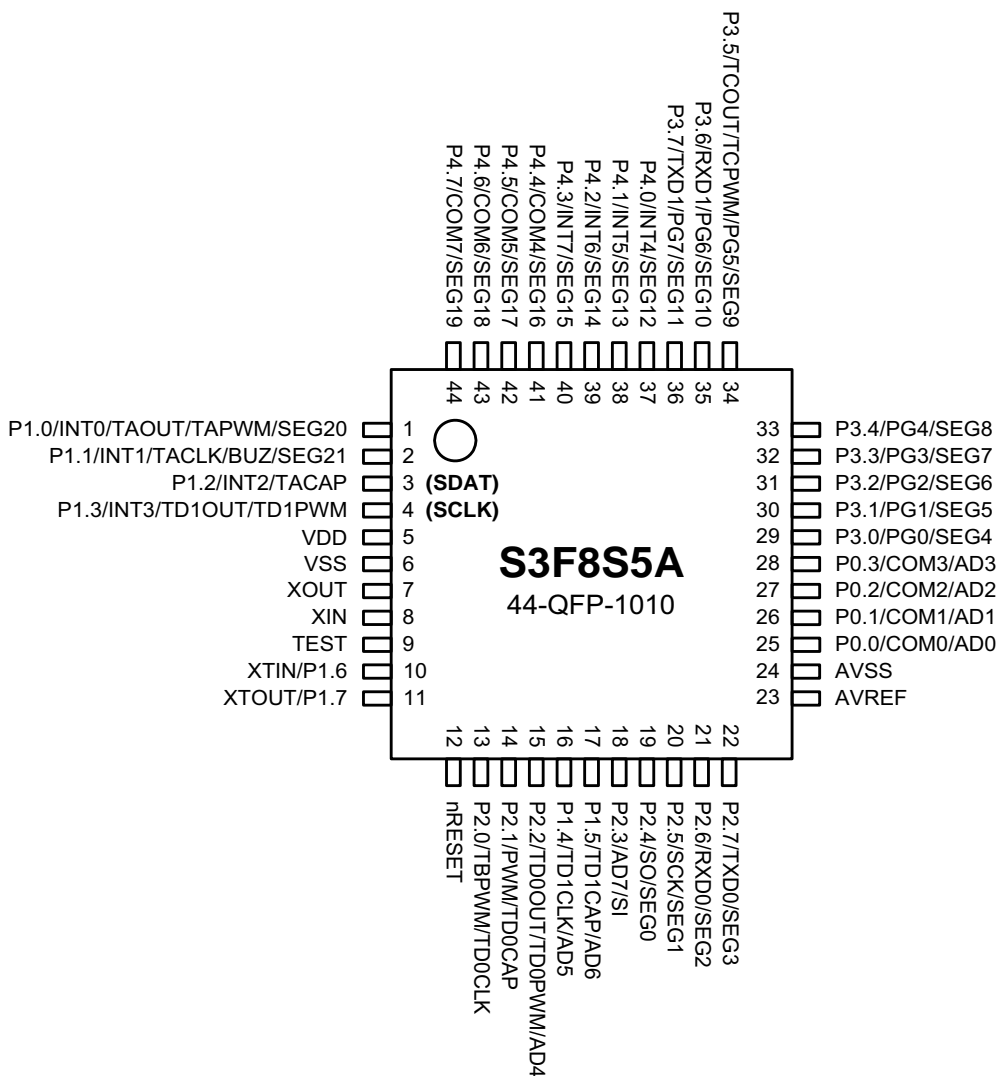 P4.7/COM7/SEG19
P4.6/COM6/SEG18
P4.5/COM5/SEG17
P4.4/COM4/SEG16
P4.3/INT7/SEG15
P4.2/INT6/SEG14
P4.1/INT5/SEG13
P4.0/INT4/SEG12
P3.7/TXD1/PG7/SEG11
P3.6/RXD1/PG6/SEG10
P3.5/TCOUT/TCPWM/PG5/SEG9
44 43 42 41 40 39 38 37 36 35 34
P1.0/INT0/TAOUT/TAPWM/SEG20 1
P1.1/INT1/TACLK/BUZ/SEG21 2
P1.2/INT2/TACAP 3 (SDAT)
P1.3/INT3/TD1OUT/TD1PWM 4 (SCLK)
VDD 5
VSS 6
XOUT 7
XIN 8
TEST 9
XTIN/P1.6 10
XTOUT/P1.7 11
S3F8S5A
44-QFP-1010
33 P3.4/PG4/SEG8
32 P3.3/PG3/SEG7
31 P3.2/PG2/SEG6
30 P3.1/PG1/SEG5
29 P3.0/PG0/SEG4
28 P0.3/COM3/AD3
27 P0.2/COM2/AD2
26 P0.1/COM1/AD1
25 P0.0/COM0/AD0
24 AVSS
23 AVREF
12 13 14 15 16 17 18 19 20 21 22
nRESET
P2.0/TBPWM/TD0CLK
P2.1/PWM/TD0CAP
P2.2/TD0OUT/TD0PWM/AD4
P1.4/TD1CLK/AD5
P1.5/TD1CAP/AD6
P2.3/AD7/SI
P2.4/SO/SEG0
P2.5/SCK/SEG1
P2.6/RXD0/SEG2
P2.7/TXD0/SEG3